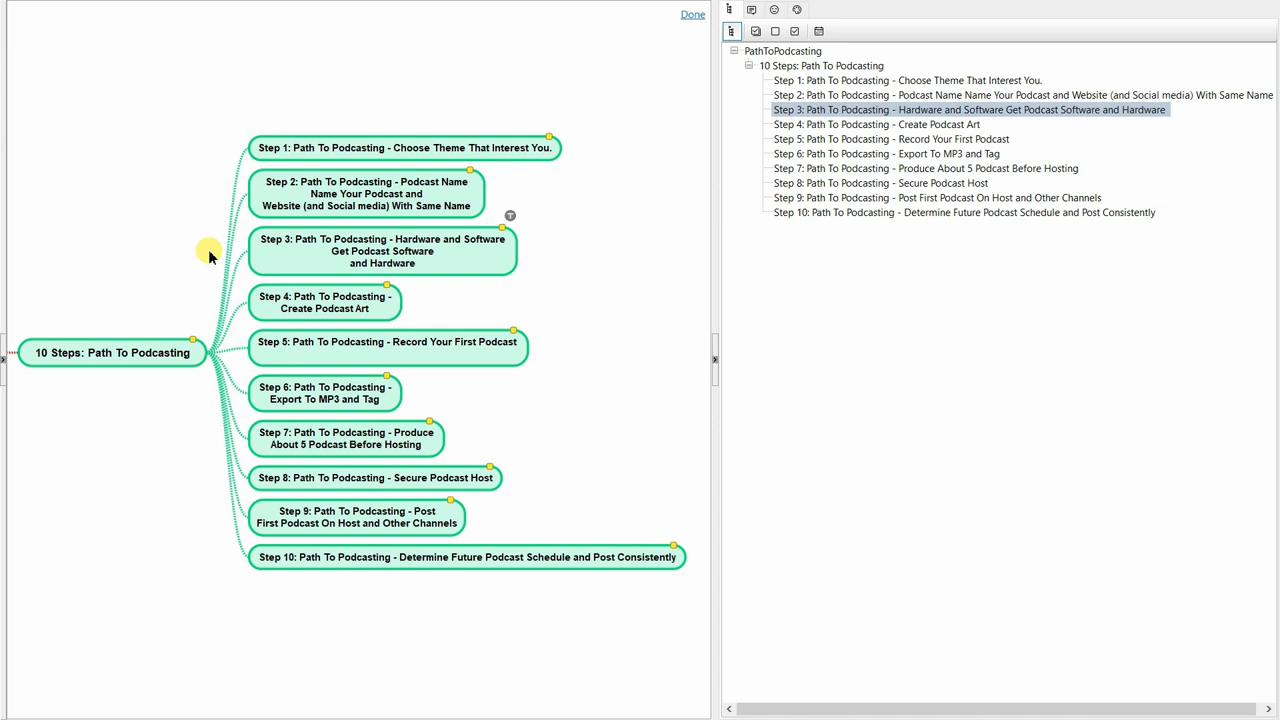 Done
Step 1: Path To Podcasting - Choose Theme That Interest You.
Step 2: Path To Podcasting - Podcast Name
Name Your Podcast and
Website (and Social media) With Same Name
T
Step 3: Path To Podcasting - Hardware and Software
Get Podcast Software
and Hardware
Step 4: Path To Podcasting -
Create Podcast Art
Step 5: Path To Podcasting - Record Your First Podcast
10 Steps: Path To Podcasting
Step 6: Path To Podcasting -
Export To MP3 and Tag
Step 7: Path To Podcasting - Produce
About 5 Podcast Before Hosting
Step 8: Path To Podcasting - Secure Podcast Host
Step 9: Path To Podcasting - Post
First Podcast On Host and Other Channels
Step 10: Path To Podcasting - Determine Future Podcast Schedule and Post Consistently
PathToPodcasting
10 Steps: Path To Podcasting
Step 1: Path To Podcasting - Choose Theme That Interest You.
Step 2: Path To Podcasting - Podcast Name Name Your Podcast and Website (and Social media) With Same Name
Step 3: Path To Podcasting - Hardware and Software Get Podcast Software and Hardware
Step 4: Path To Podcasting - Create Podcast Art
Step 5: Path To Podcasting - Record Your First Podcast
Step 6: Path To Podcasting - Export To MP3 and Tag
Step 7: Path To Podcasting - Produce About 5 Podcast Before Hosting
Step 8: Path To Podcasting - Secure Podcast Host
Step 9: Path To Podcasting - Post First Podcast On Host and Other Channels
Step 10: Path To Podcasting - Determine Future Podcast Schedule and Post Consistently